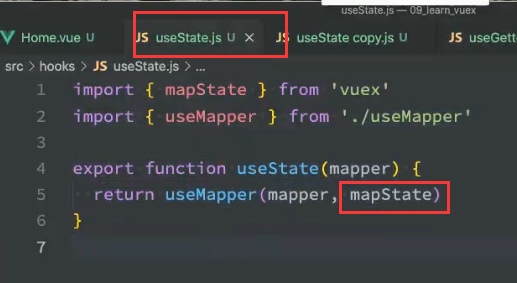 useState.js — 09_learn_vuex
Home.vue U JS useState.js U × JS useState copy.js U JS useGett
src > hooks > JS useState.js > ...
1 import { mapState } from 'vuex'
2 import { useMapper } from './useMapper'
3
4 export function useState(mapper) {
5 return useMapper(mapper, mapState)
6 }
7